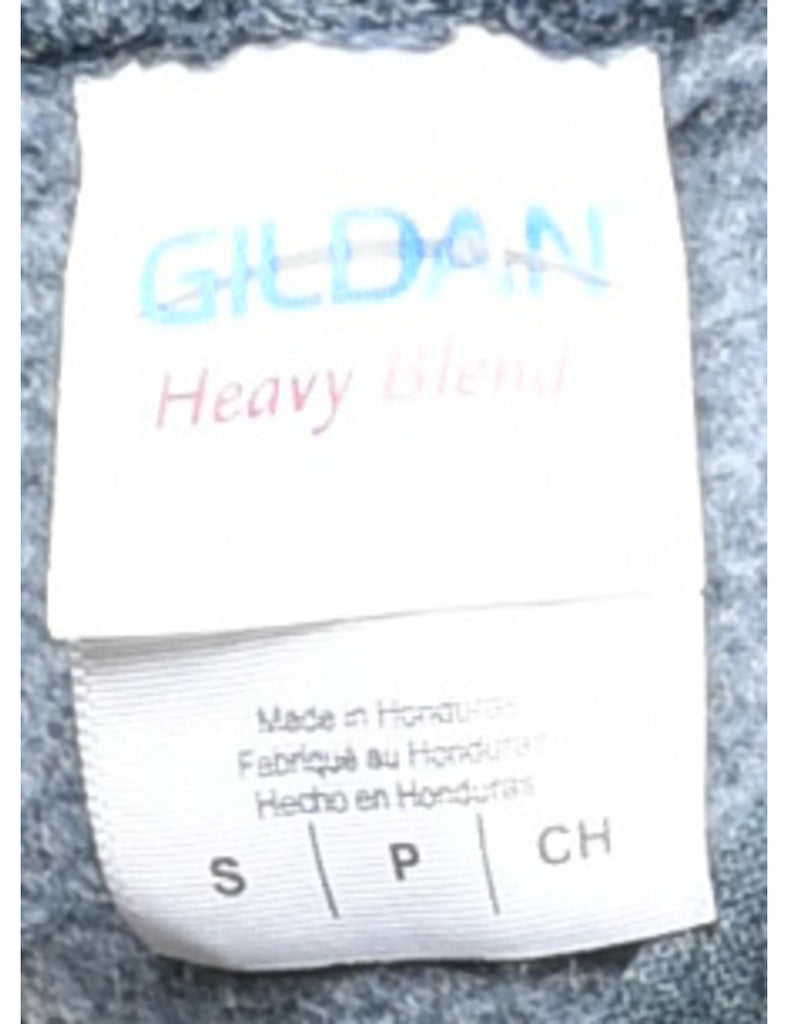 GILDAN
Heavy Blend
Made in Honduras
Fabriqué au Honduras
Hecho en Honduras
S | P | CH